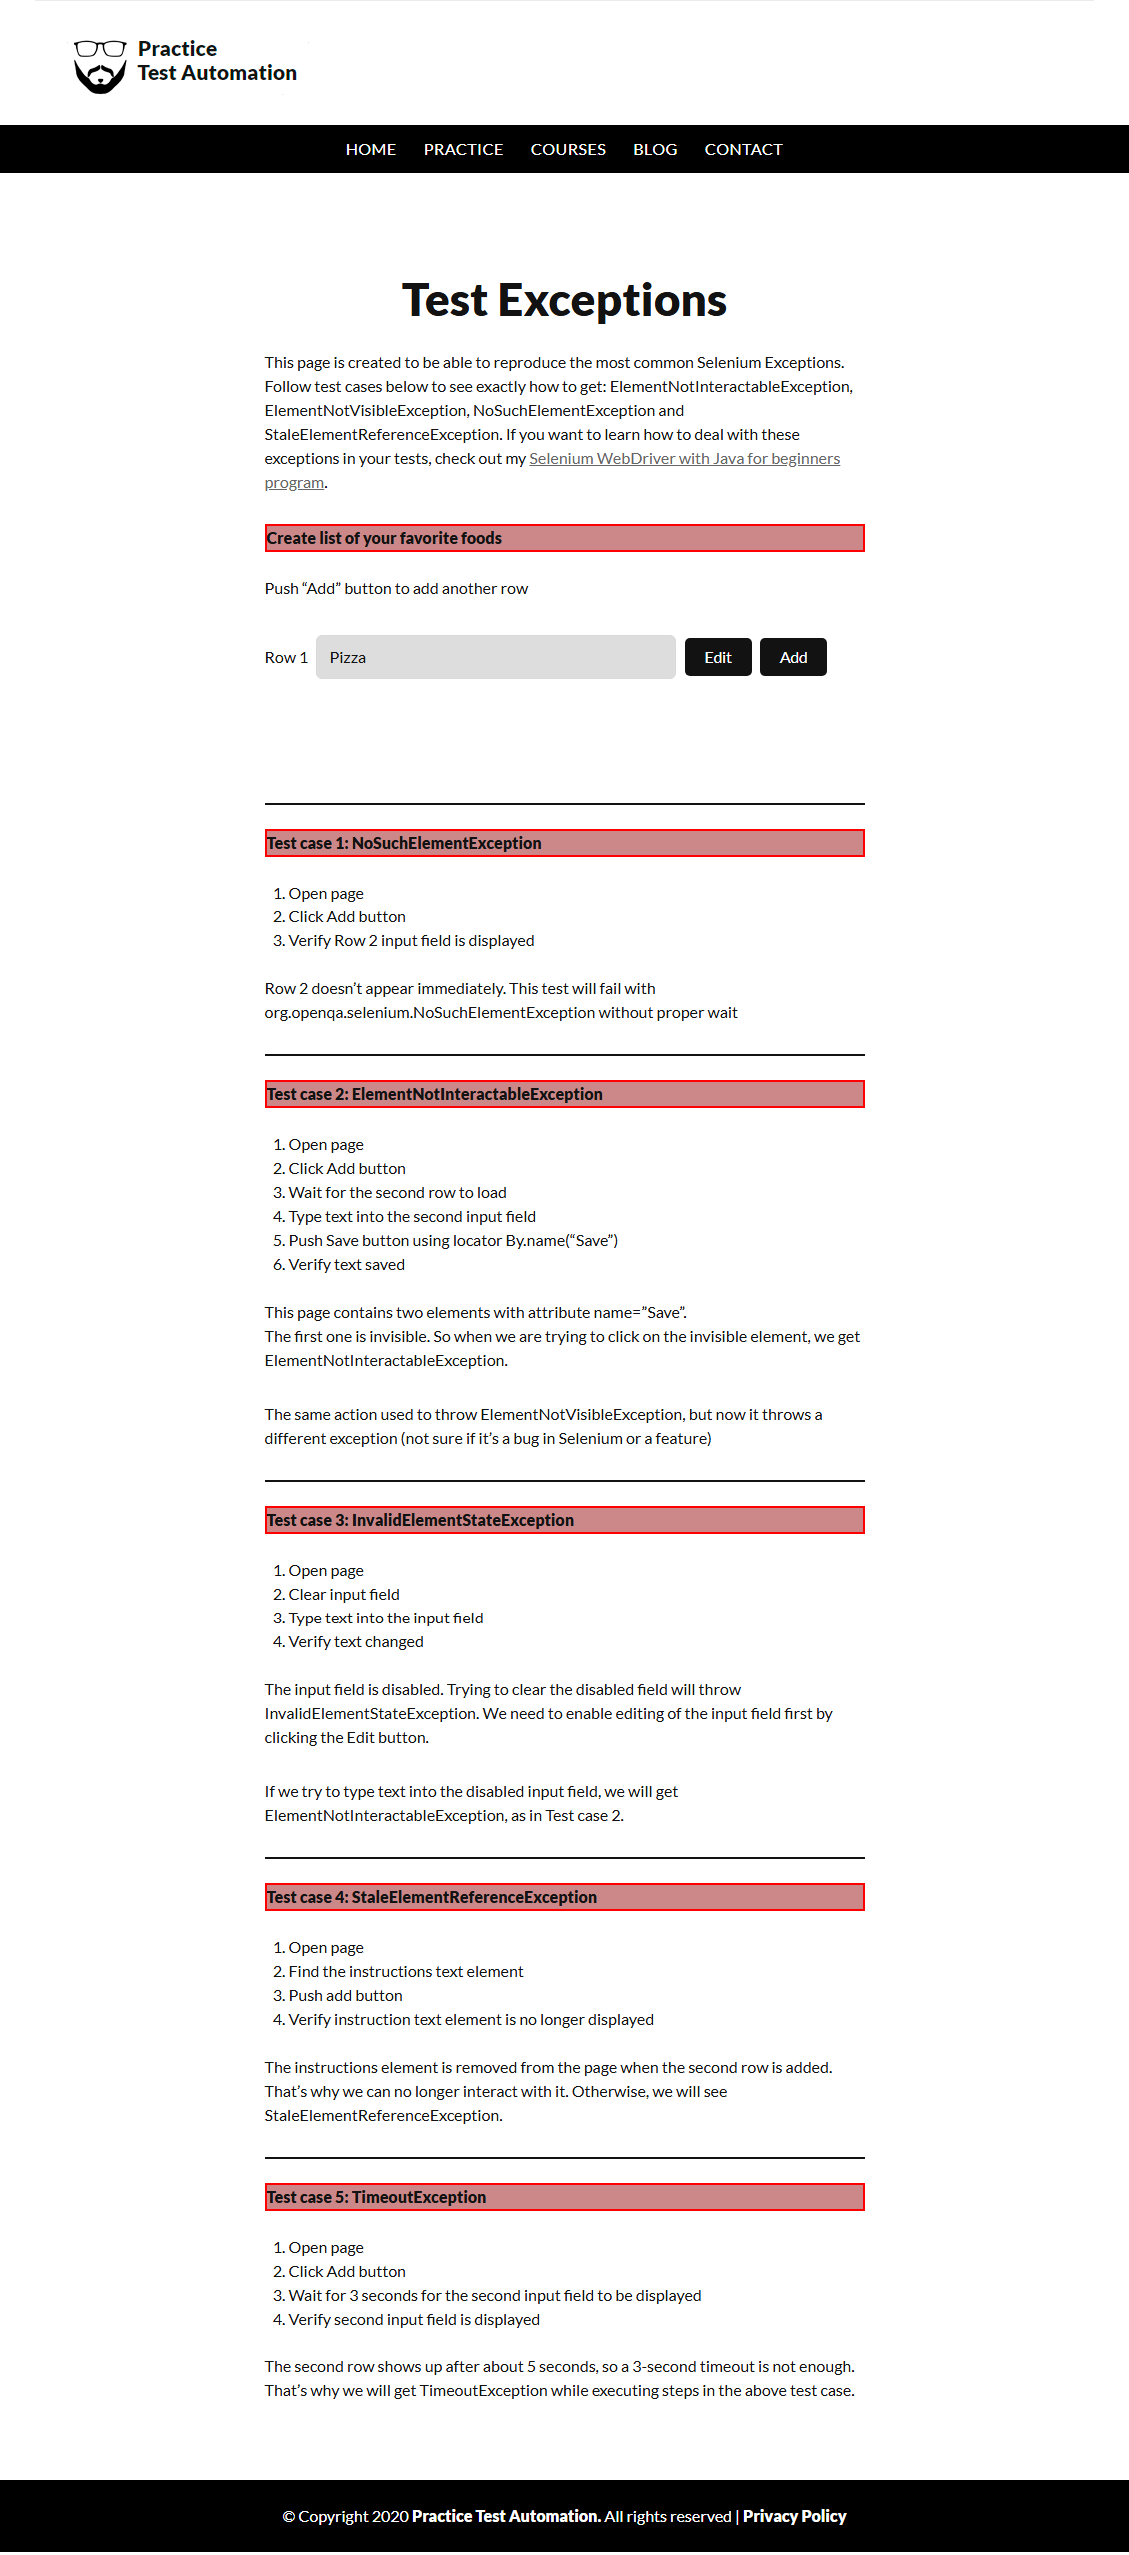 Practice
Test Automation
HOME PRACTICE COURSES BLOG CONTACT
Test Exceptions
This page is created to be able to reproduce the most common Selenium Exceptions.
Follow test cases below to see exactly how to get: ElementNotInteractableException,
ElementNotVisibleException, NoSuchElementException and
StaleElementReferenceException. If you want to learn how to deal with these
exceptions in your tests, check out my Selenium WebDriver with Java for beginners
program.
Create list of your favorite foods
Push “Add” button to add another row
Row 1 Pizza Edit Add
Test case 1: NoSuchElementException
1. Open page
2. Click Add button
3. Verify Row 2 input field is displayed
Row 2 doesn’t appear immediately. This test will fail with
org.openqa.selenium.NoSuchElementException without proper wait
Test case 2: ElementNotInteractableException
1. Open page
2. Click Add button
3. Wait for the second row to load
4. Type text into the second input field
5. Push Save button using locator By.name(“Save”)
6. Verify text saved
This page contains two elements with attribute name=”Save”.
The first one is invisible. So when we are trying to click on the invisible element, we get
ElementNotInteractableException.
The same action used to throw ElementNotVisibleException, but now it throws a
different exception (not sure if it’s a bug in Selenium or a feature)
Test case 3: InvalidElementStateException
1. Open page
2. Clear input field
3. Type text into the input field
4. Verify text changed
The input field is disabled. Trying to clear the disabled field will throw
InvalidElementStateException. We need to enable editing of the input field first by
clicking the Edit button.
If we try to type text into the disabled input field, we will get
ElementNotInteractableException, as in Test case 2.
Test case 4: StaleElementReferenceException
1. Open page
2. Find the instructions text element
3. Push add button
4. Verify instruction text element is no longer displayed
The instructions element is removed from the page when the second row is added.
That’s why we can no longer interact with it. Otherwise, we will see
StaleElementReferenceException.
Test case 5: TimeoutException
1. Open page
2. Click Add button
3. Wait for 3 seconds for the second input field to be displayed
4. Verify second input field is displayed
The second row shows up after about 5 seconds, so a 3-second timeout is not enough.
That’s why we will get TimeoutException while executing steps in the above test case.
© Copyright 2020 Practice Test Automation. All rights reserved | Privacy Policy